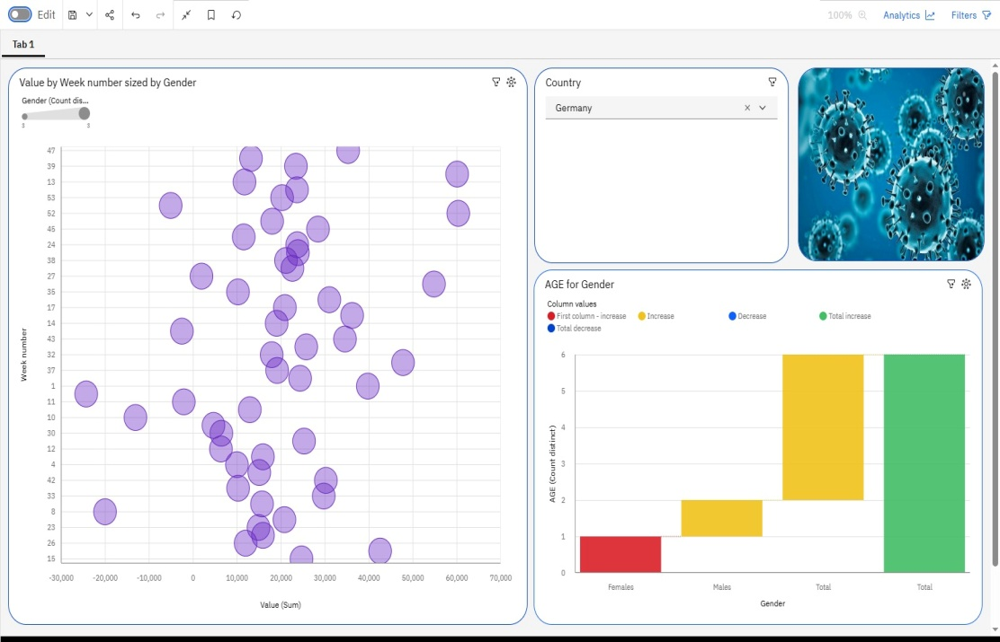 Edit
100%
Analytics
Filters
Tab 1
Value by Week number sized by Gender
Gender (Count dis...
3 3
47
39
13
53
52
45
24
38
27
35
17
14
43
32
37
1
11
10
30
12
4
42
33
8
23
26
15
Week number
-30,000 -20,000 -10,000 0 10,000 20,000 30,000 40,000 50,000 60,000 70,000
Value (Sum)
Country
Germany
AGE for Gender
Column values
First column - increase Increase Decrease Total increase
Total decrease
6
5
4
3
2
1
0
AGE (Count distinct)
Females Males Total Total
Gender